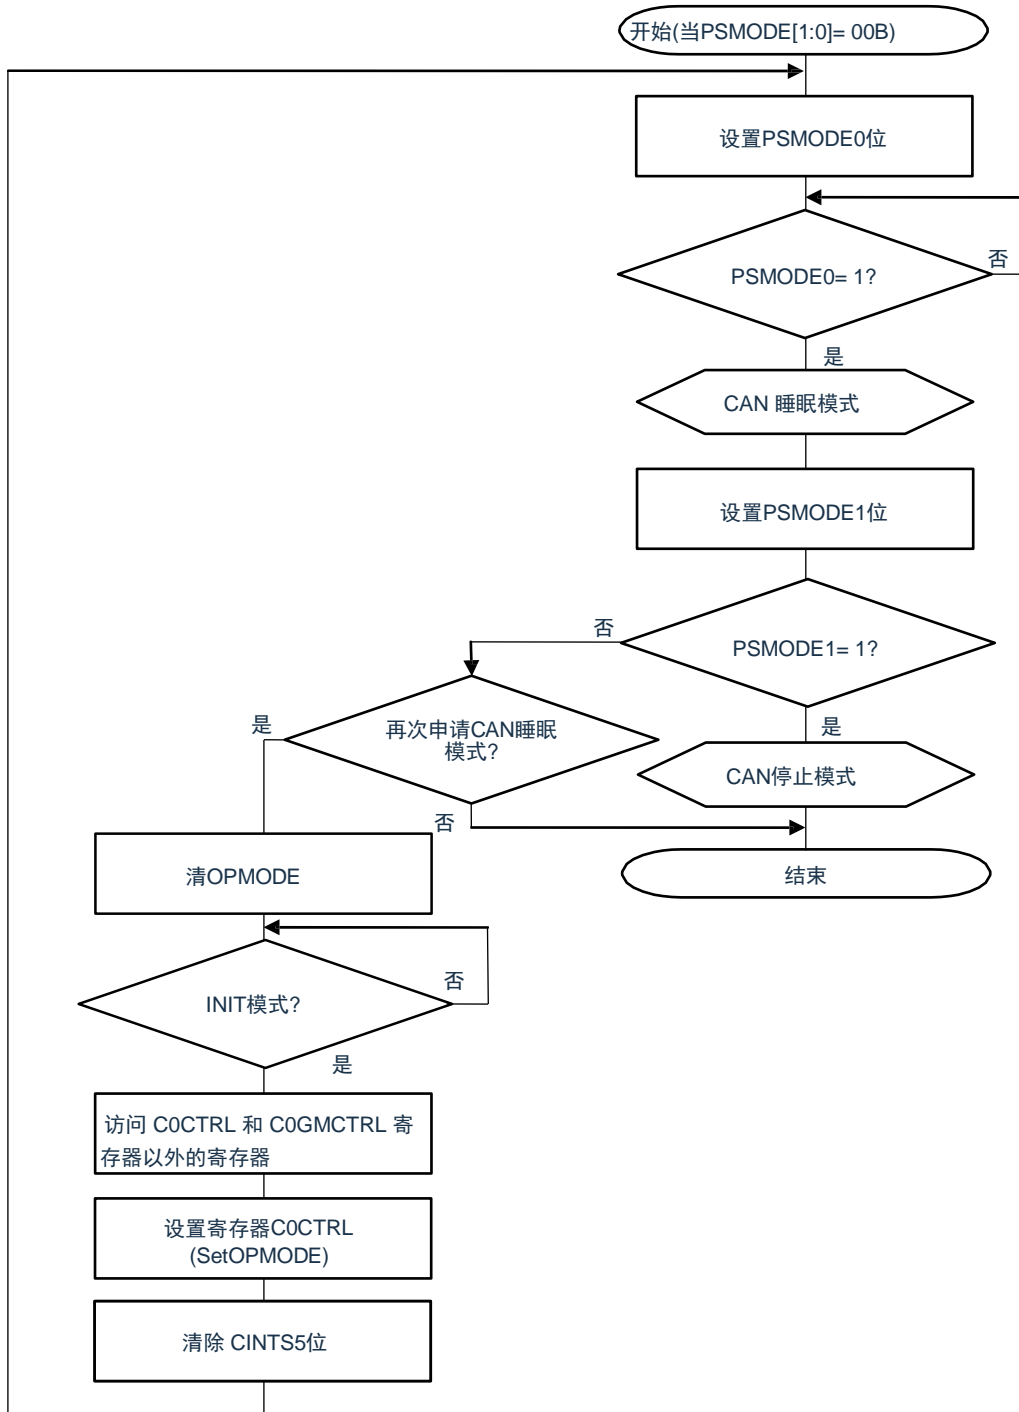 开始(当PSMODE[1:0]= 00B)
设置PSMODE0位
PSMODE0= 1?
否
是
CAN 睡眠模式
设置PSMODE1位
PSMODE1= 1?
否
是
再次申请CAN睡眠
模式?
是
否
CAN停止模式
结束
清OPMODE
INIT模式?
否
是
访问 C0CTRL 和 C0GMCTRL 寄
存器以外的寄存器
设置寄存器C0CTRL
(SetOPMODE)
清除 CINTS5位